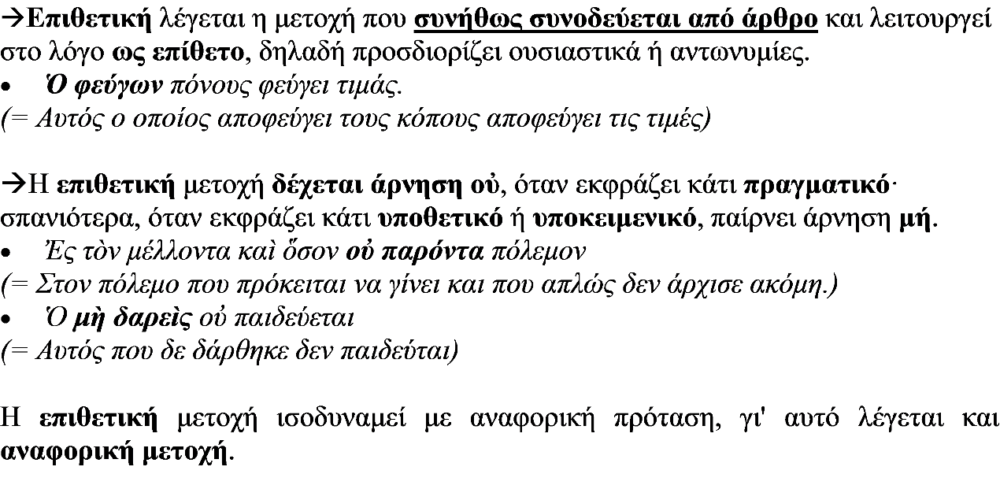 →Επιθετική λέγεται η μετοχή που συνήθως συνοδεύεται από άρθρο και λειτουργεί
στο λόγο ως επίθετο, δηλαδή προσδιορίζει ουσιαστικά ή αντωνυμίες.
• Ὁ φεύγων πόνους φεύγει τιμάς.
(= Αυτός ο οποίος αποφεύγει τους κόπους αποφεύγει τις τιμές)
→Η επιθετική μετοχή δέχεται άρνηση οὐ, όταν εκφράζει κάτι πραγματικό·
σπανιότερα, όταν εκφράζει κάτι υποθετικό ή υποκειμενικό, παίρνει άρνηση μή.
• Ἐς τὸν μέλλοντα καὶ ὅσον οὐ παρόντα πόλεμον
(= Στον πόλεμο που πρόκειται να γίνει και που απλώς δεν άρχισε ακόμη.)
• Ὁ μὴ δαρεὶς οὐ παιδεύεται
(= Αυτός που δε δάρθηκε δεν παιδεύται)
Η επιθετική μετοχή ισοδυναμεί με αναφορική πρόταση, γι' αυτό λέγεται και
αναφορική μετοχή.